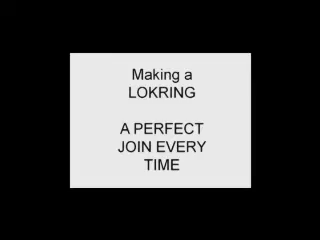 Making a
LOKRING
A PERFECT
JOIN EVERY
TIME